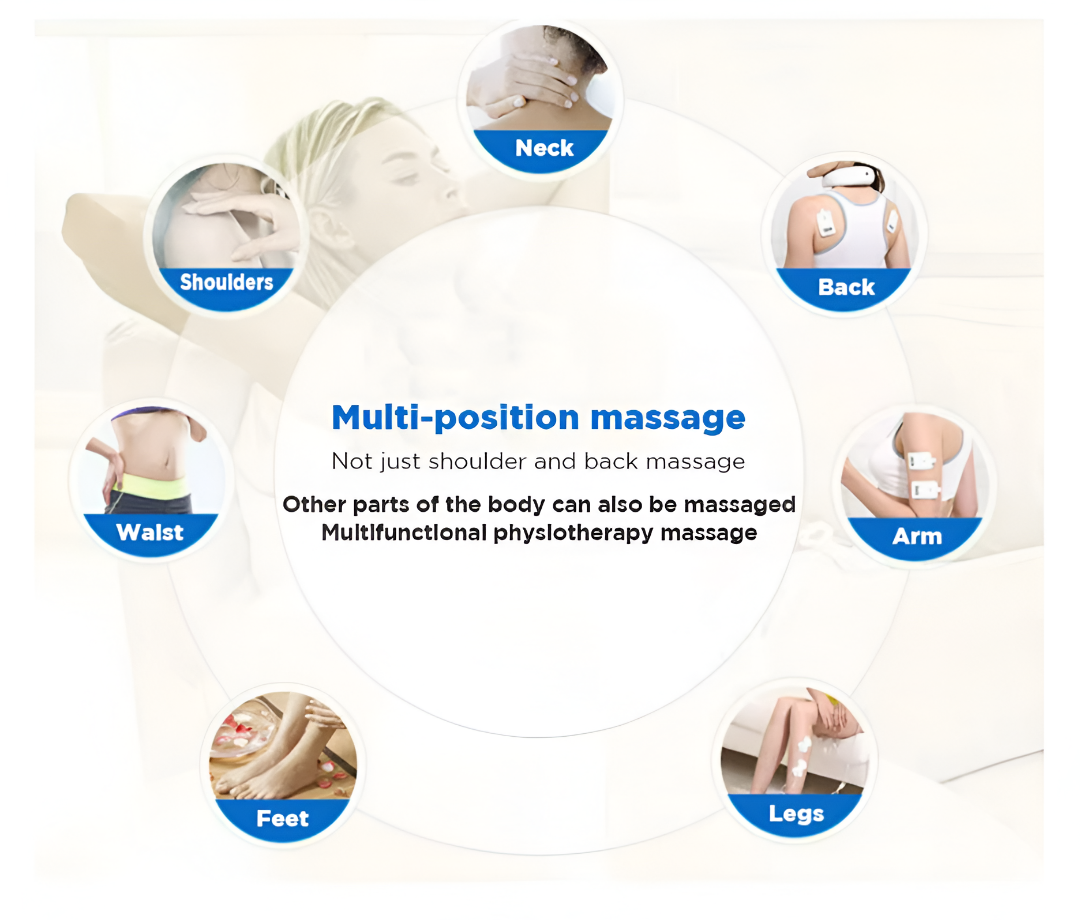 Neck
Shoulders
Back
Multi-position massage
Not just shoulder and back massage
Other parts of the body can also be massaged
Multifunctional physiotherapy massage
Waist
Arm
Feet
Legs